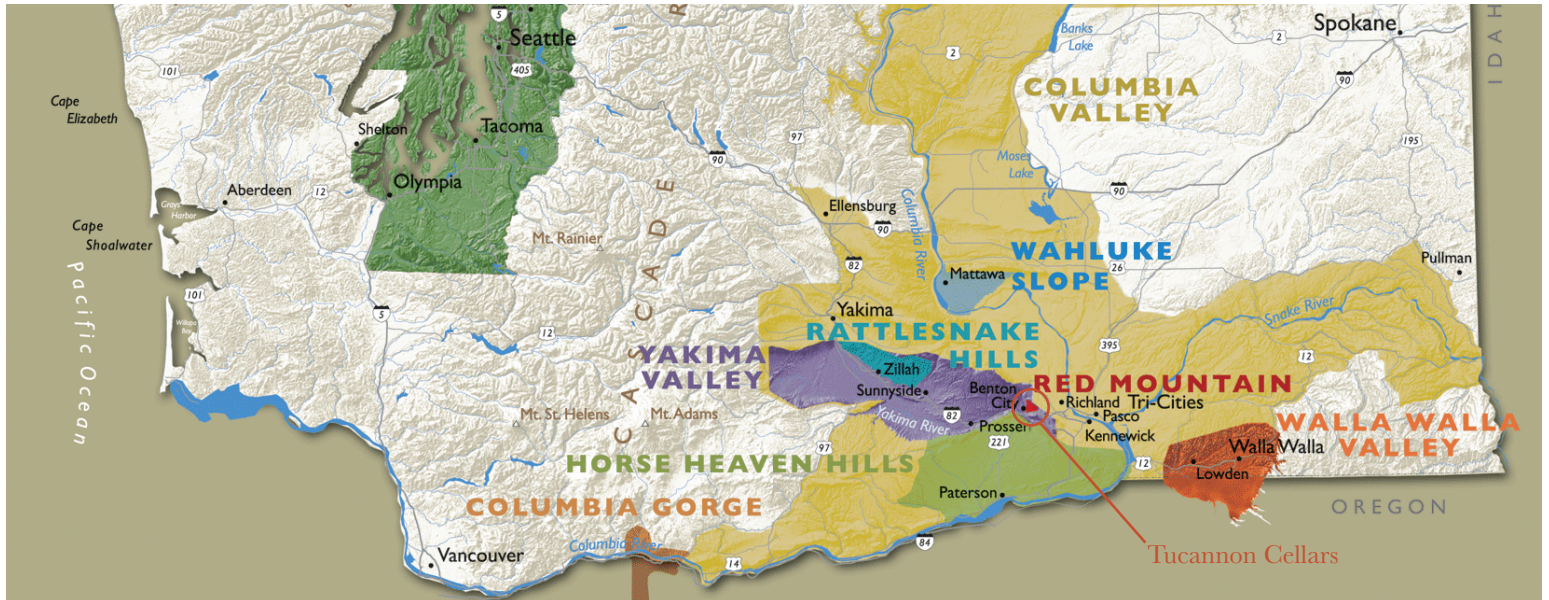 5
Seattle
405
101
Cape
Elizabeth
Shelton
Tacoma
Olympia
Aberdeen
12
Grays
Harbor
Cape
Shoalwater
Pacific Ocean
101
Willapa
Bay
5
Mt. Rainier
CASCADE
R
90
97
2
Banks
Lake
COLUMBIA
VALLEY
2
Spokane
IDAH
90
195
Moses
Lake
90
Columbia River
Ellensburg
90
82
WAHLUKE
SLOPE
Mattawa
26
Pullman
Snake River
12
Yakima
RATTLESNAKE
HILLS
YAKIMA
VALLEY
Zillah
Sunnyside
82
Yakima River
Benton
City
Prosser
RED MOUNTAIN
Richland
Tri-Cities
Pasco
Kennewick
395
12
WALLA WALLA
VALLEY
Walla Walla
Lowden
12
Mt. St. Helens
Mt. Adams
97
221
HORSE HEAVEN HILLS
Paterson
COLUMBIA GORGE
Columbia River
Vancouver
14
84
OREGON
Tucannon Cellars